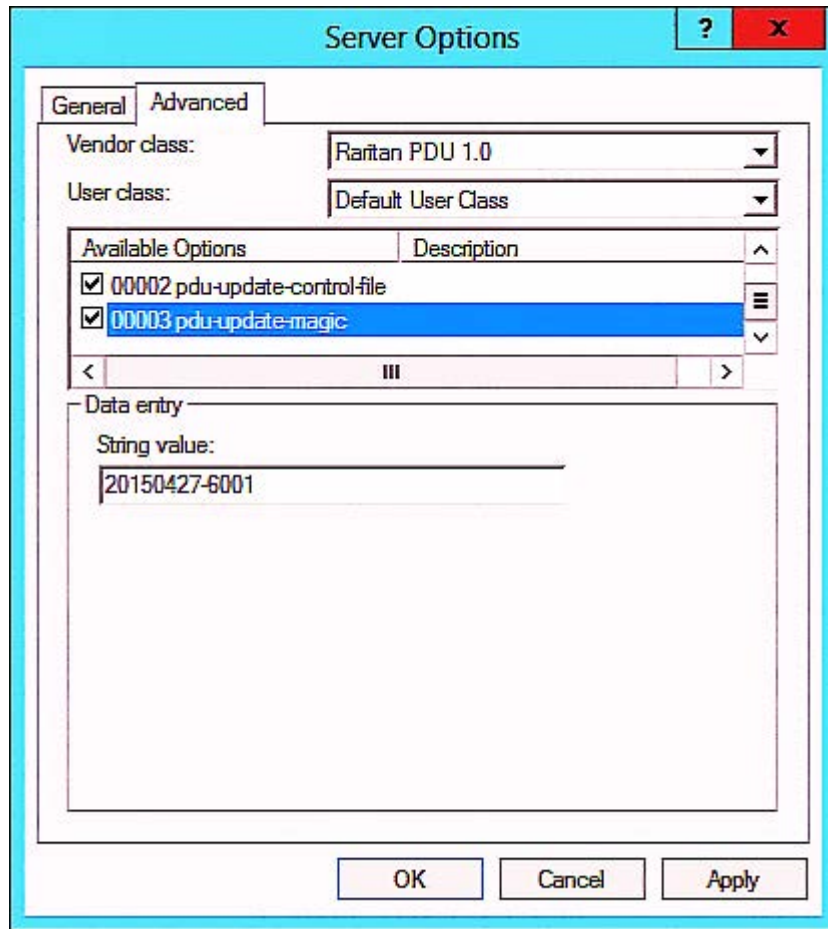 Server Options
?
x
General
Advanced
Vendor class:
Raritan PDU 1.0
User class:
Default User Class
Available Options
Description
00002 pdu-update-control-file
00003 pdu-update-magic
Data entry
String value:
20150427-6001
OK
Cancel
Apply